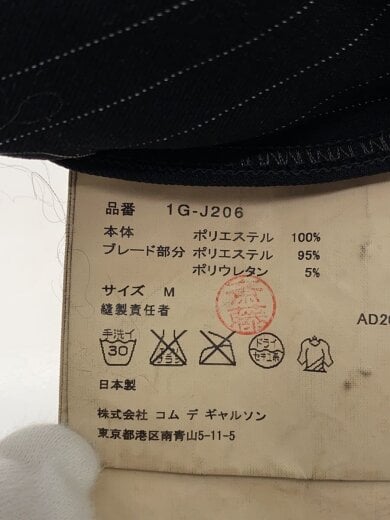 品番 1G-J206
本体 ポリエステル 100%
ブレード部分 ポリエステル 95%
ポリウレタン 5%
サイズ M
縫製責任者
AD20
手洗イ
30
ドライ
セキユ系
日本製
株式会社 コム デ ギャルソン
東京都港区南青山5-11-5